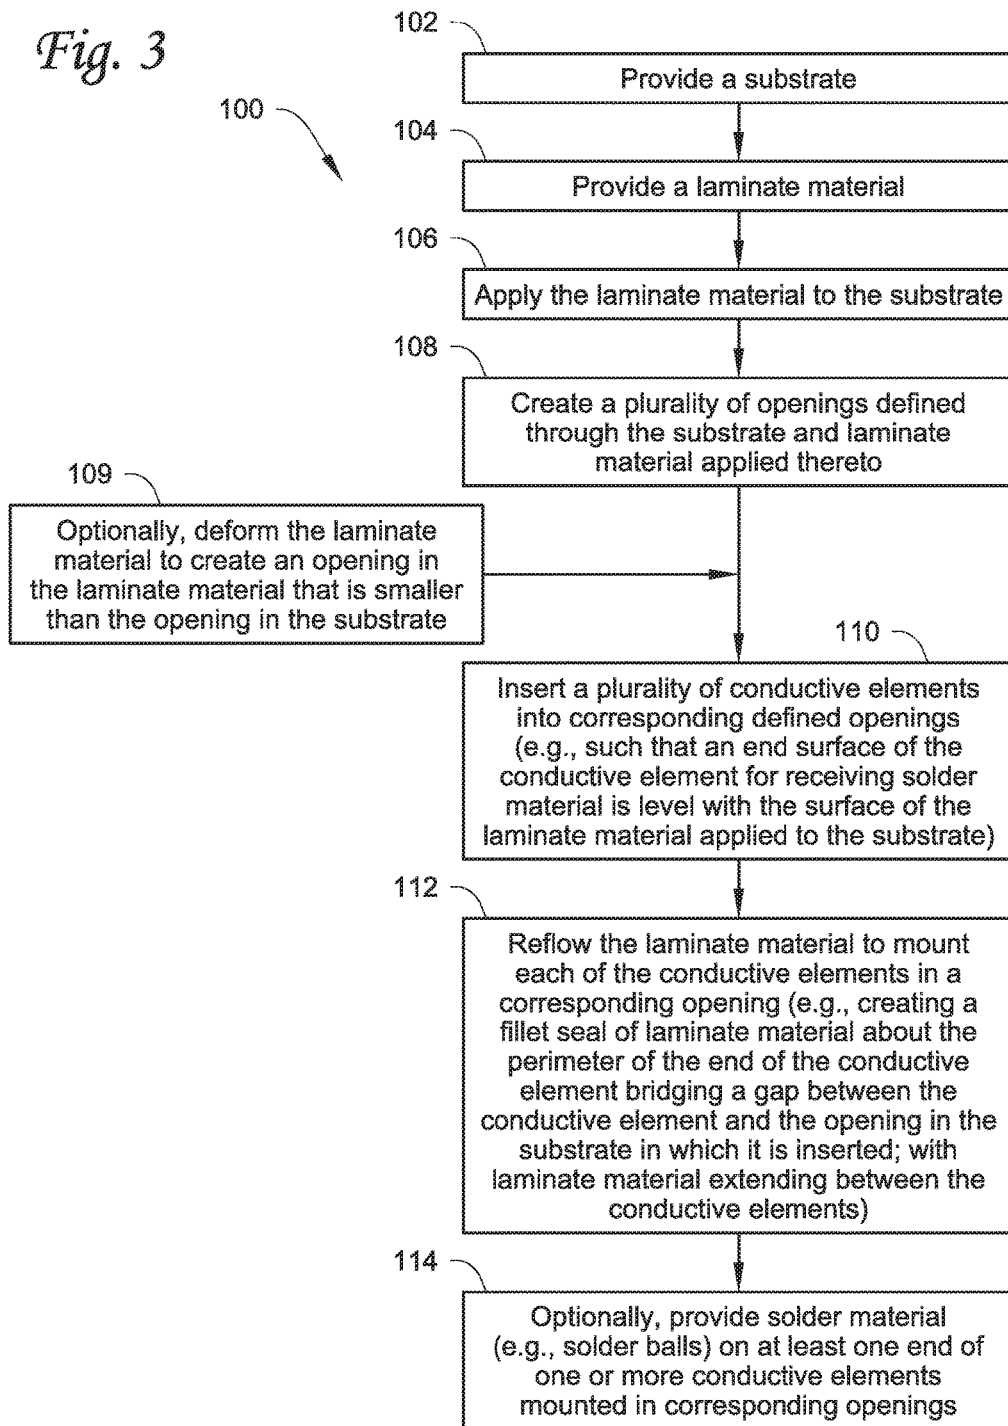 Fig. 3
100
102
Provide a substrate
104
Provide a laminate material
106
Apply the laminate material to the substrate
108
Create a plurality of openings defined
through the substrate and laminate
material applied thereto
109
Optionally, deform the laminate
material to create an opening in
the laminate material that is smaller
than the opening in the substrate
110
Insert a plurality of conductive elements
into corresponding defined openings
(e.g., such that an end surface of the
conductive element for receiving solder
material is level with the surface of the
laminate material applied to the substrate)
112
Reflow the laminate material to mount
each of the conductive elements in a
corresponding opening (e.g., creating a
fillet seal of laminate material about the
perimeter of the end of the conductive
element bridging a gap between the
conductive element and the opening in the
substrate in which it is inserted; with
laminate material extending between the
conductive elements)
114
Optionally, provide solder material
(e.g., solder balls) on at least one end of
one or more conductive elements
mounted in corresponding openings